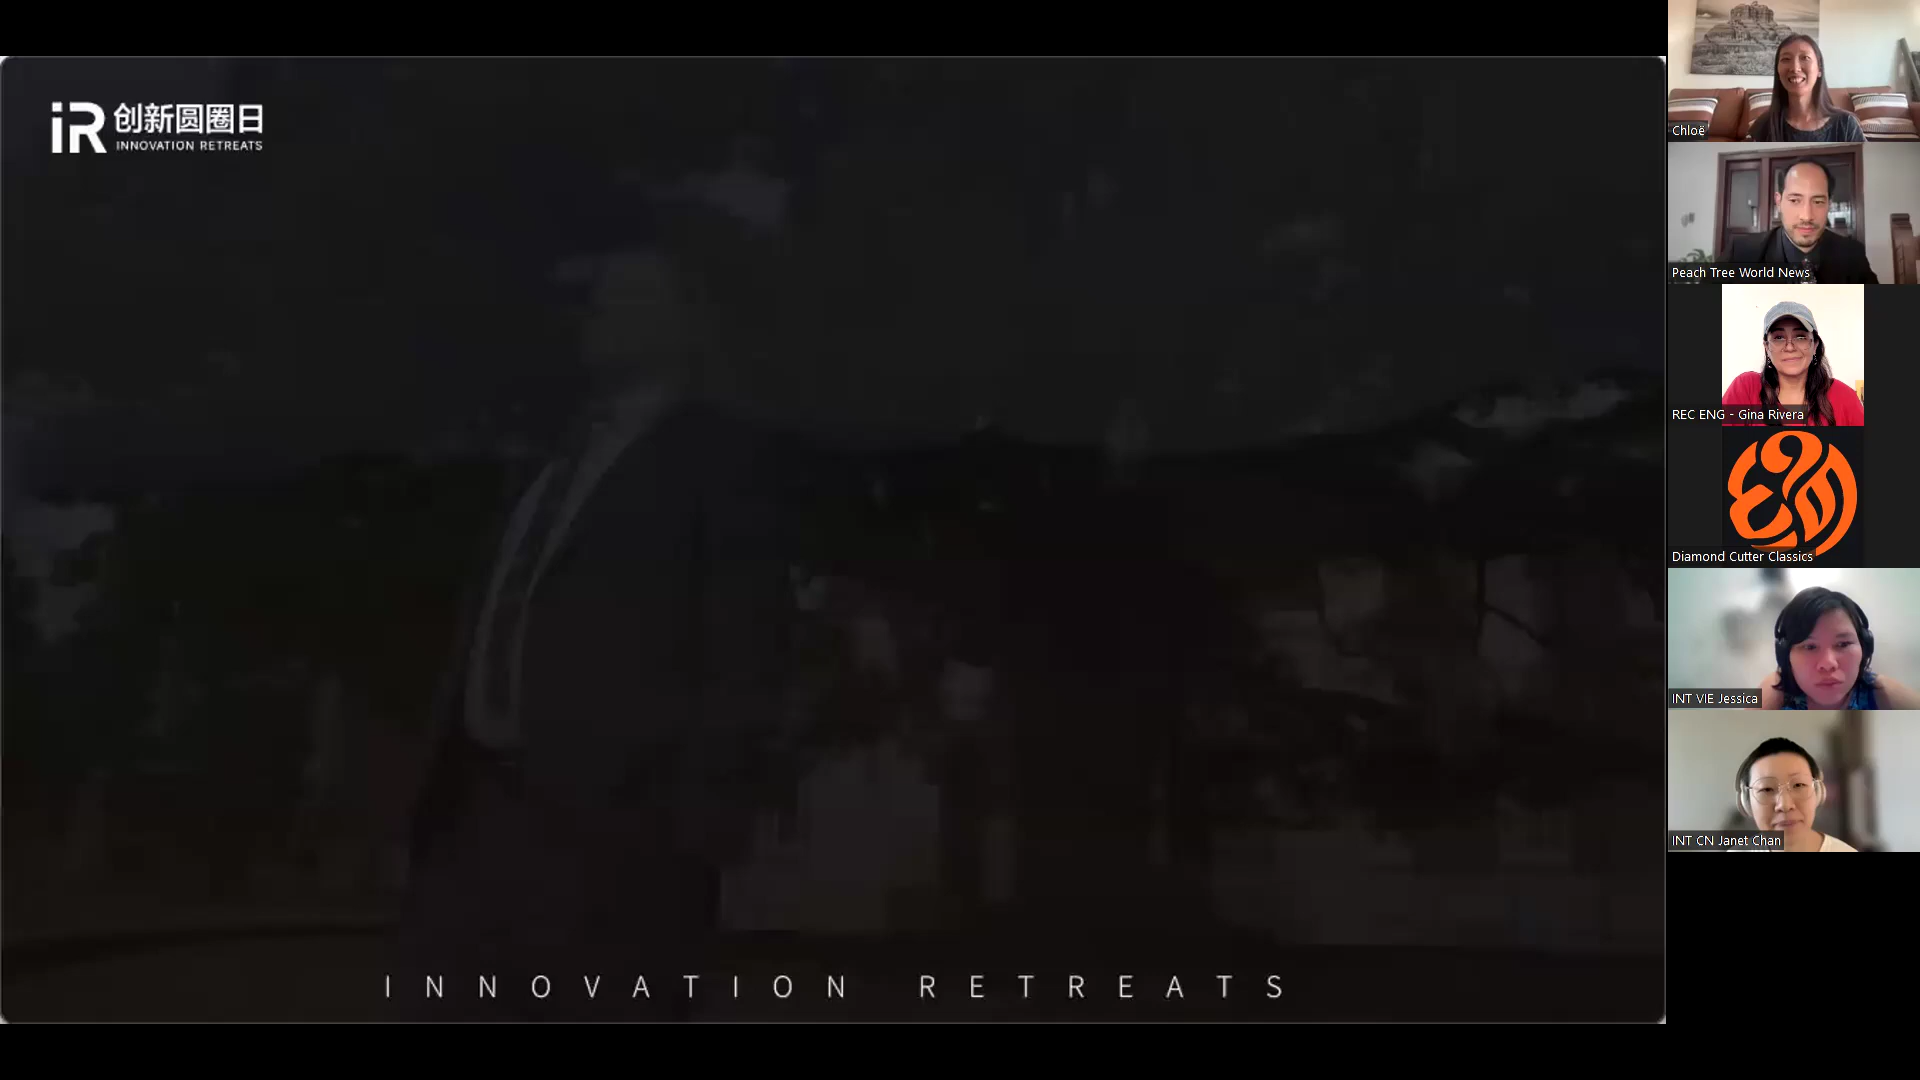 iR 创新圆圈日
INNOVATION RETREATS
INNOVATION RETREATS
Chloë
Peach Tree World News
REC ENG - Gina Rivera
Diamond Cutter Classics
INT VIE Jessica
INT CN Janet Chan